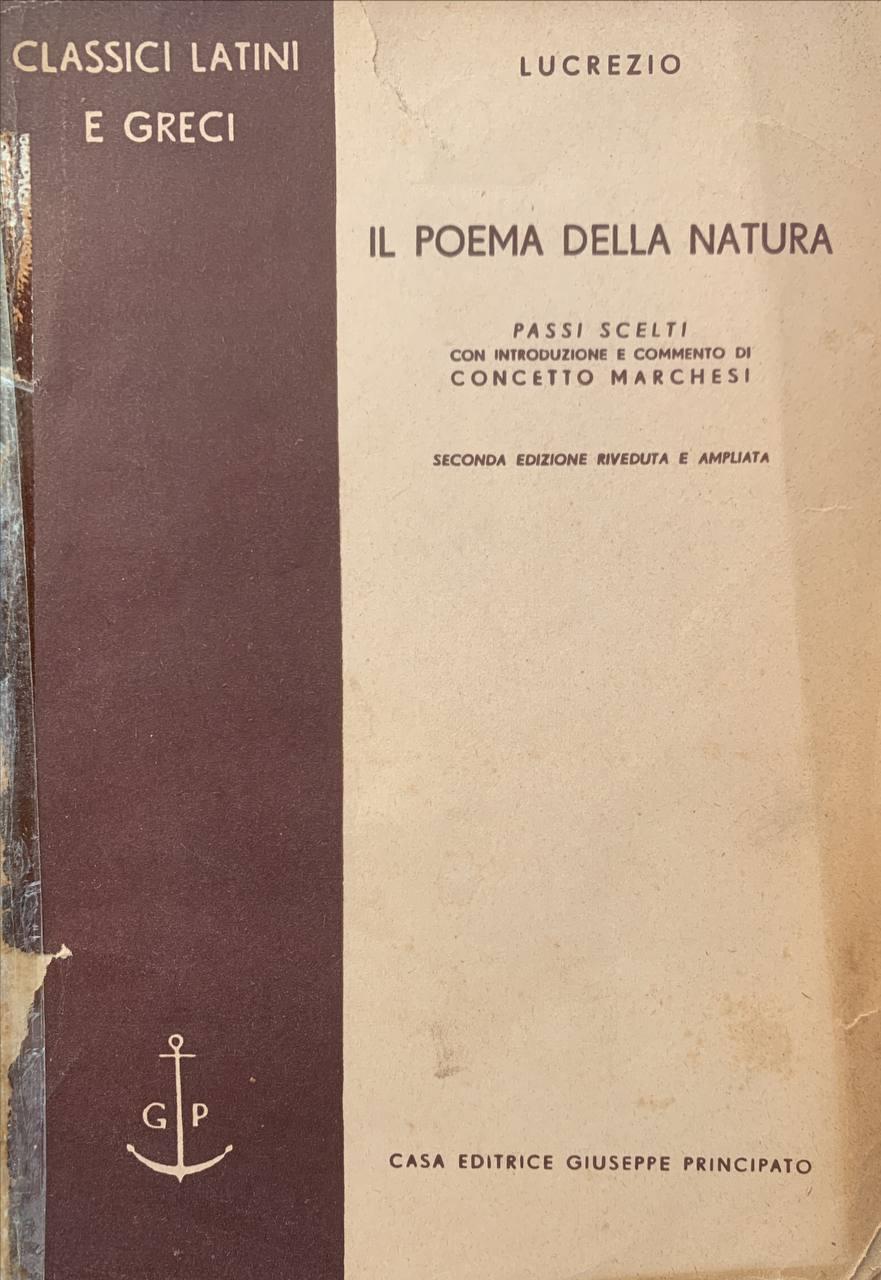 CLASSICI LATINI
E GRECI
LUCREZIO
IL POEMA DELLA NATURA
PASSI SCELTI
CON INTRODUZIONE E COMMENTO DI
CONCETTO MARCHESI
SECONDA EDIZIONE RIVEDUTA E AMPLIATA
G P
CASA EDITRICE GIUSEPPE PRINCIPATO